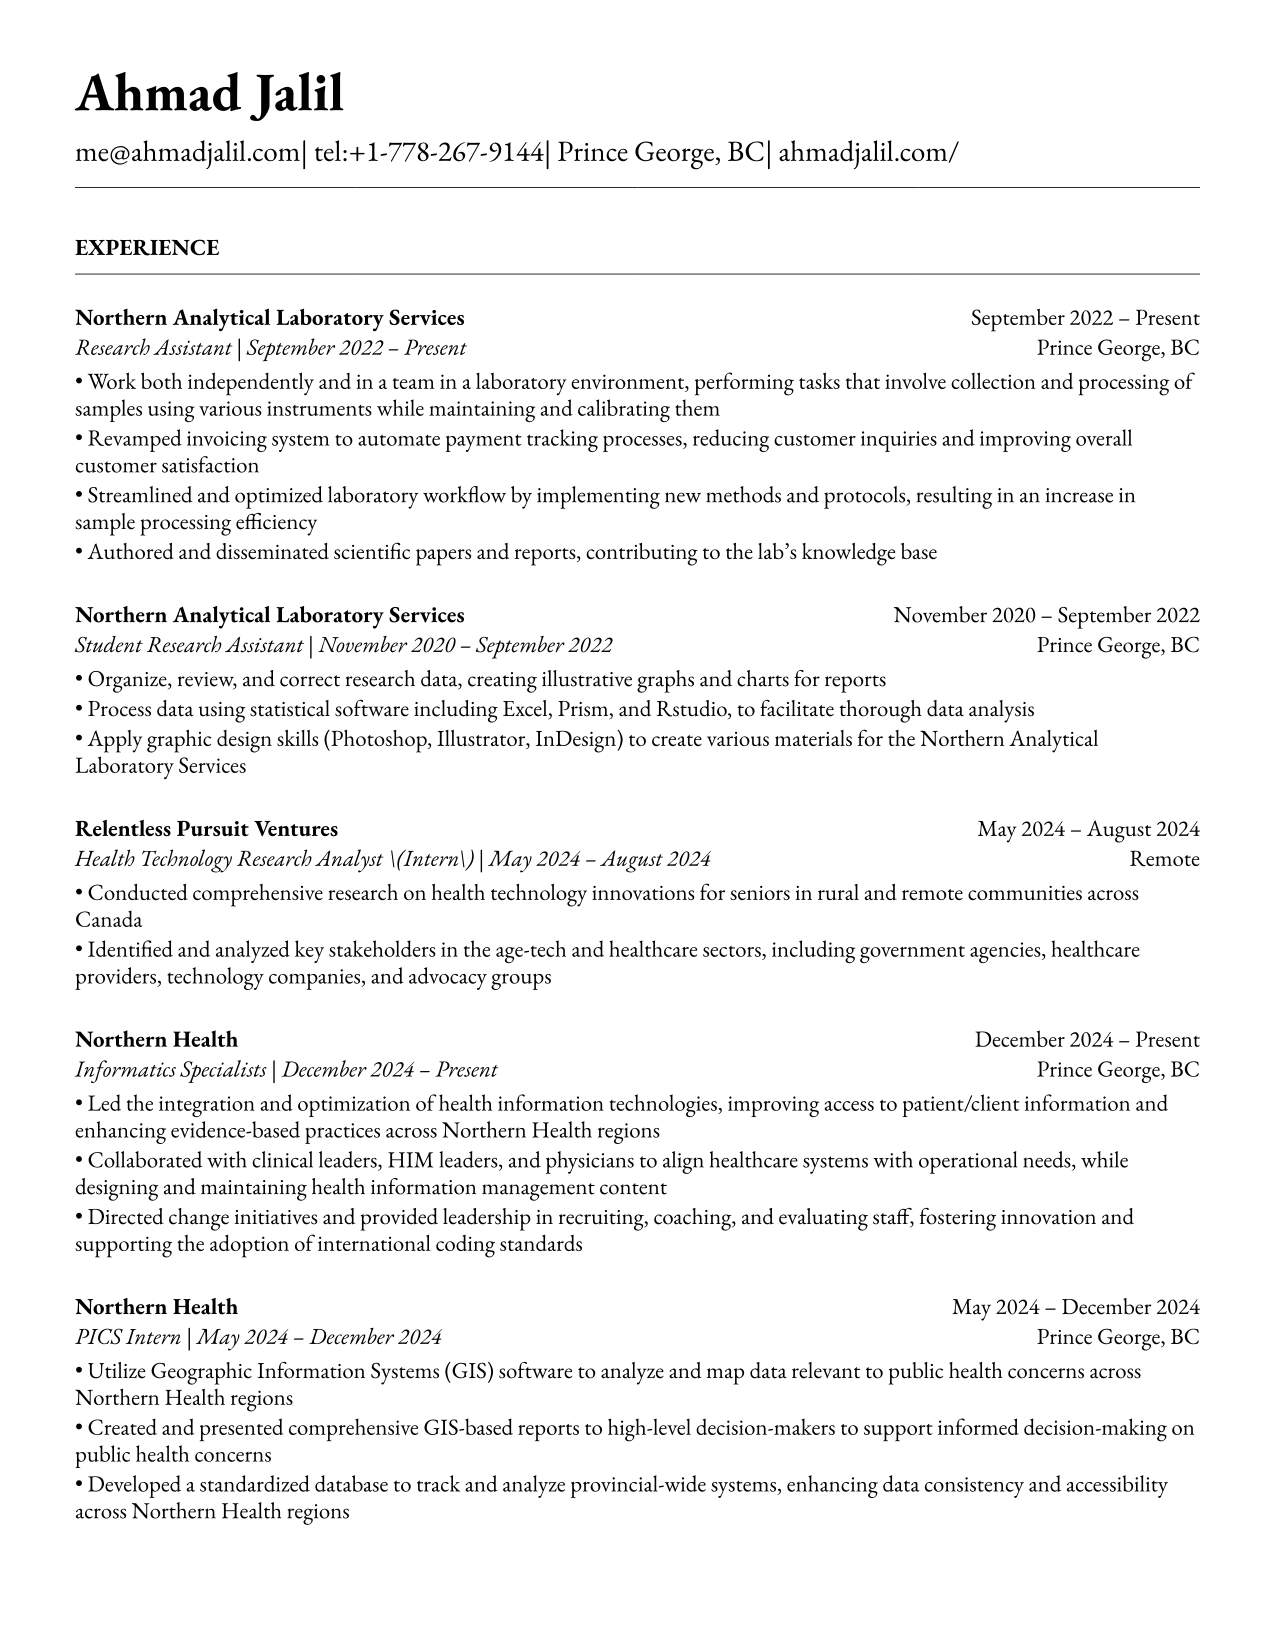 Ahmad Jalil
me@ahmadjalil.com| tel:+1-778-267-9144| Prince George, BC| ahmadjalil.com/
EXPERIENCE
Northern Analytical Laboratory Services September 2022 – Present
Research Assistant | September 2022 – Present Prince George, BC
• Work both independently and in a team in a laboratory environment, performing tasks that involve collection and processing of
samples using various instruments while maintaining and calibrating them
• Revamped invoicing system to automate payment tracking processes, reducing customer inquiries and improving overall
customer satisfaction
• Streamlined and optimized laboratory workflow by implementing new methods and protocols, resulting in an increase in
sample processing efficiency
• Authored and disseminated scientific papers and reports, contributing to the lab’s knowledge base
Northern Analytical Laboratory Services November 2020 – September 2022
Student Research Assistant | November 2020 – September 2022 Prince George, BC
• Organize, review, and correct research data, creating illustrative graphs and charts for reports
• Process data using statistical software including Excel, Prism, and Rstudio, to facilitate thorough data analysis
• Apply graphic design skills (Photoshop, Illustrator, InDesign) to create various materials for the Northern Analytical
Laboratory Services
Relentless Pursuit Ventures May 2024 – August 2024
Health Technology Research Analyst \(Intern\) | May 2024 – August 2024 Remote
• Conducted comprehensive research on health technology innovations for seniors in rural and remote communities across
Canada
• Identified and analyzed key stakeholders in the age-tech and healthcare sectors, including government agencies, healthcare
providers, technology companies, and advocacy groups
Northern Health December 2024 – Present
Informatics Specialists | December 2024 – Present Prince George, BC
• Led the integration and optimization of health information technologies, improving access to patient/client information and
enhancing evidence-based practices across Northern Health regions
• Collaborated with clinical leaders, HIM leaders, and physicians to align healthcare systems with operational needs, while
designing and maintaining health information management content
• Directed change initiatives and provided leadership in recruiting, coaching, and evaluating staff, fostering innovation and
supporting the adoption of international coding standards
Northern Health May 2024 – December 2024
PICS Intern | May 2024 – December 2024 Prince George, BC
• Utilize Geographic Information Systems (GIS) software to analyze and map data relevant to public health concerns across
Northern Health regions
• Created and presented comprehensive GIS-based reports to high-level decision-makers to support informed decision-making on
public health concerns
• Developed a standardized database to track and analyze provincial-wide systems, enhancing data consistency and accessibility
across Northern Health regions